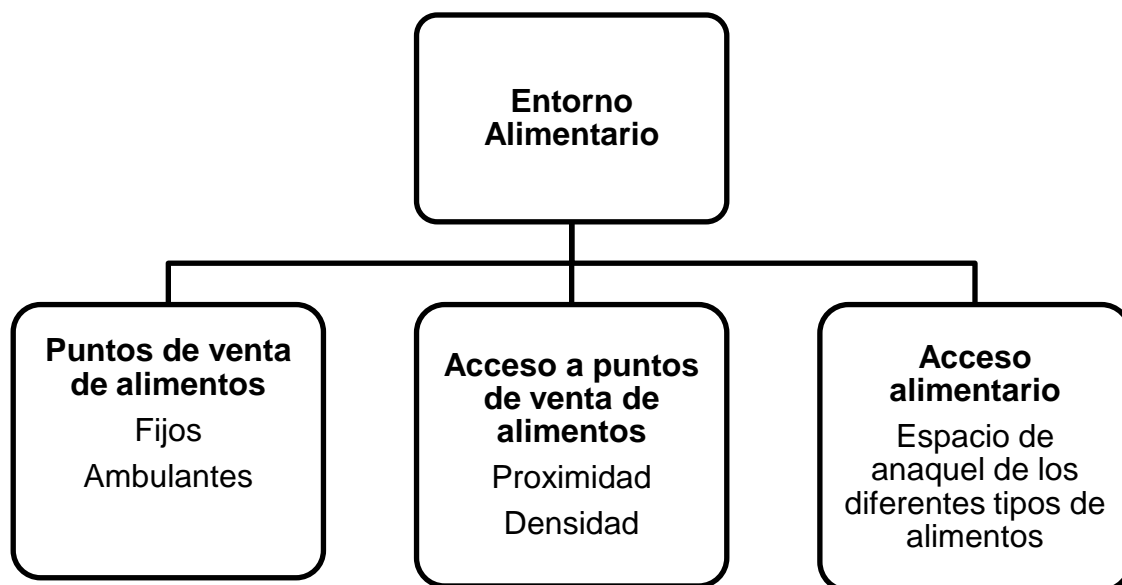 Entorno
Alimentario
Puntos de venta
de alimentos
Fijos
Ambulantes
Acceso a puntos
de venta de
alimentos
Proximidad
Densidad
Acceso
alimentario
Espacio de
anaquel de los
diferentes tipos de
alimentos